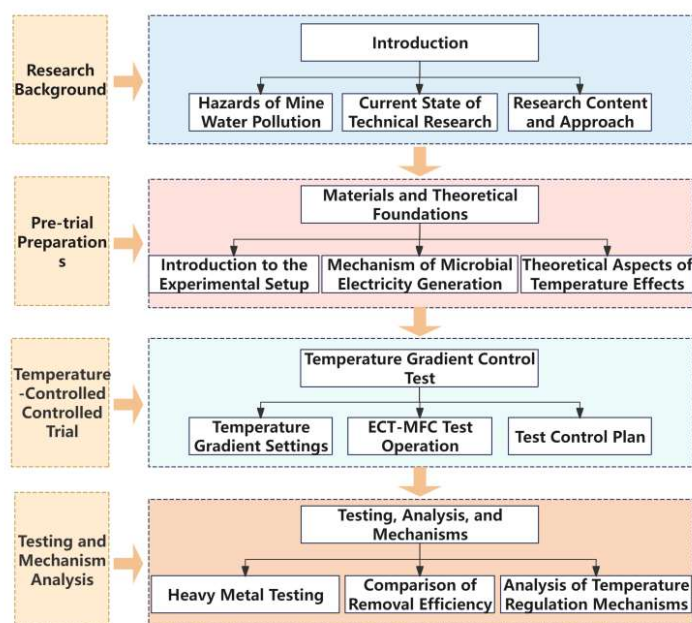 Research
Background
Introduction
Hazards of Mine
Water Pollution
Current State of
Technical Research
Research Content
and Approach
Pre-trial
Preparation
s
Materials and Theoretical
Foundations
Introduction to the
Experimental Setup
Mechanism of Microbial
Electricity Generation
Theoretical Aspects of
Temperature Effects
Temperature
-Controlled
Controlled
Trial
Temperature Gradient Control
Test
Temperature
Gradient Settings
ECT-MFC Test
Operation
Test Control Plan
Testing and
Mechanism
Analysis
Testing, Analysis, and
Mechanisms
Heavy Metal Testing
Comparison of
Removal Efficiency
Analysis of Temperature
Regulation Mechanisms